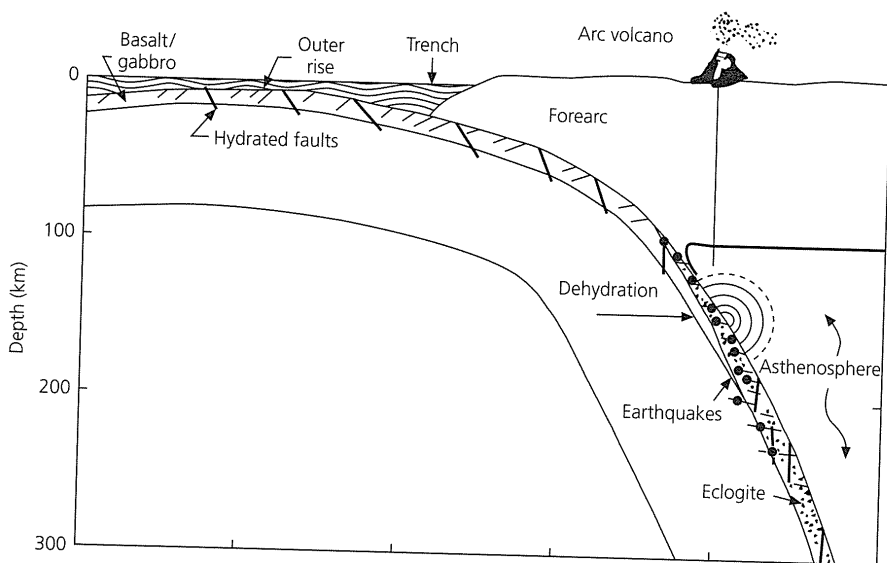 Basalt/
gabbro
Outer
rise
Trench
Arc volcano
0
Forearc
Hydrated faults
100
Depth (km)
Dehydration
Asthenosphere
200
Earthquakes
Eclogite
300